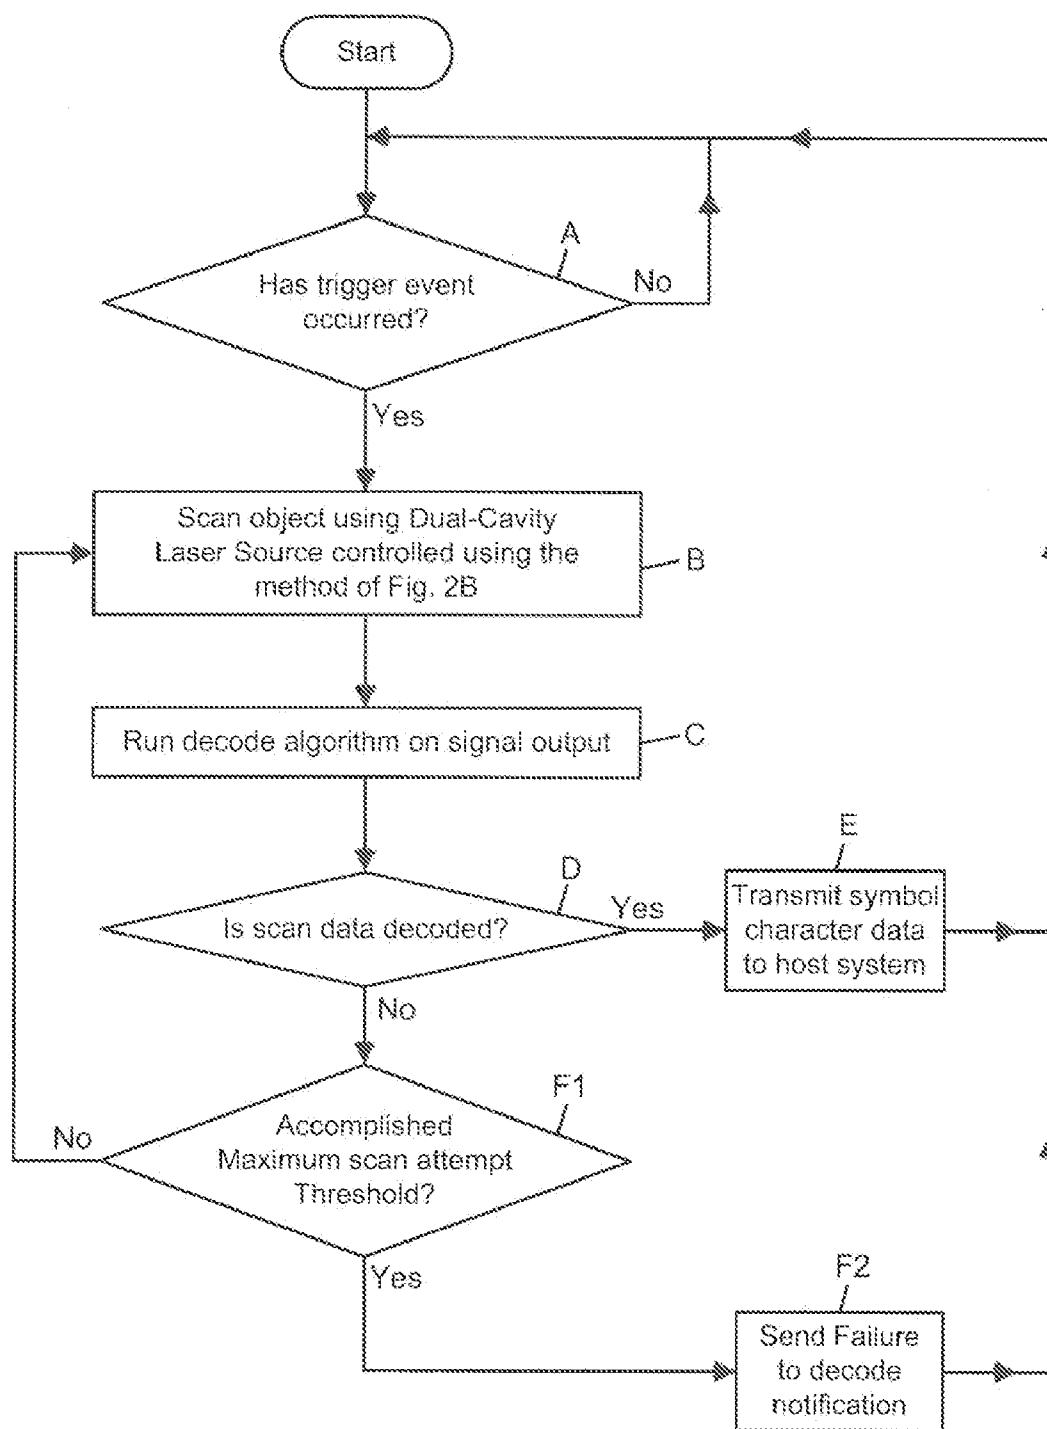 Start
A
Has trigger event
occurred?
No
Yes
Scan object using Dual-Cavity
Laser Source controlled using the
method of Fig. 2B
B
Run decode algorithm on signal output
C
D
Is scan data decoded?
Yes
E
Transmit symbol
character data
to host system
No
F1
Accomplished
Maximum scan attempt
Threshold?
No
Yes
F2
Send Failure
to decode
notification